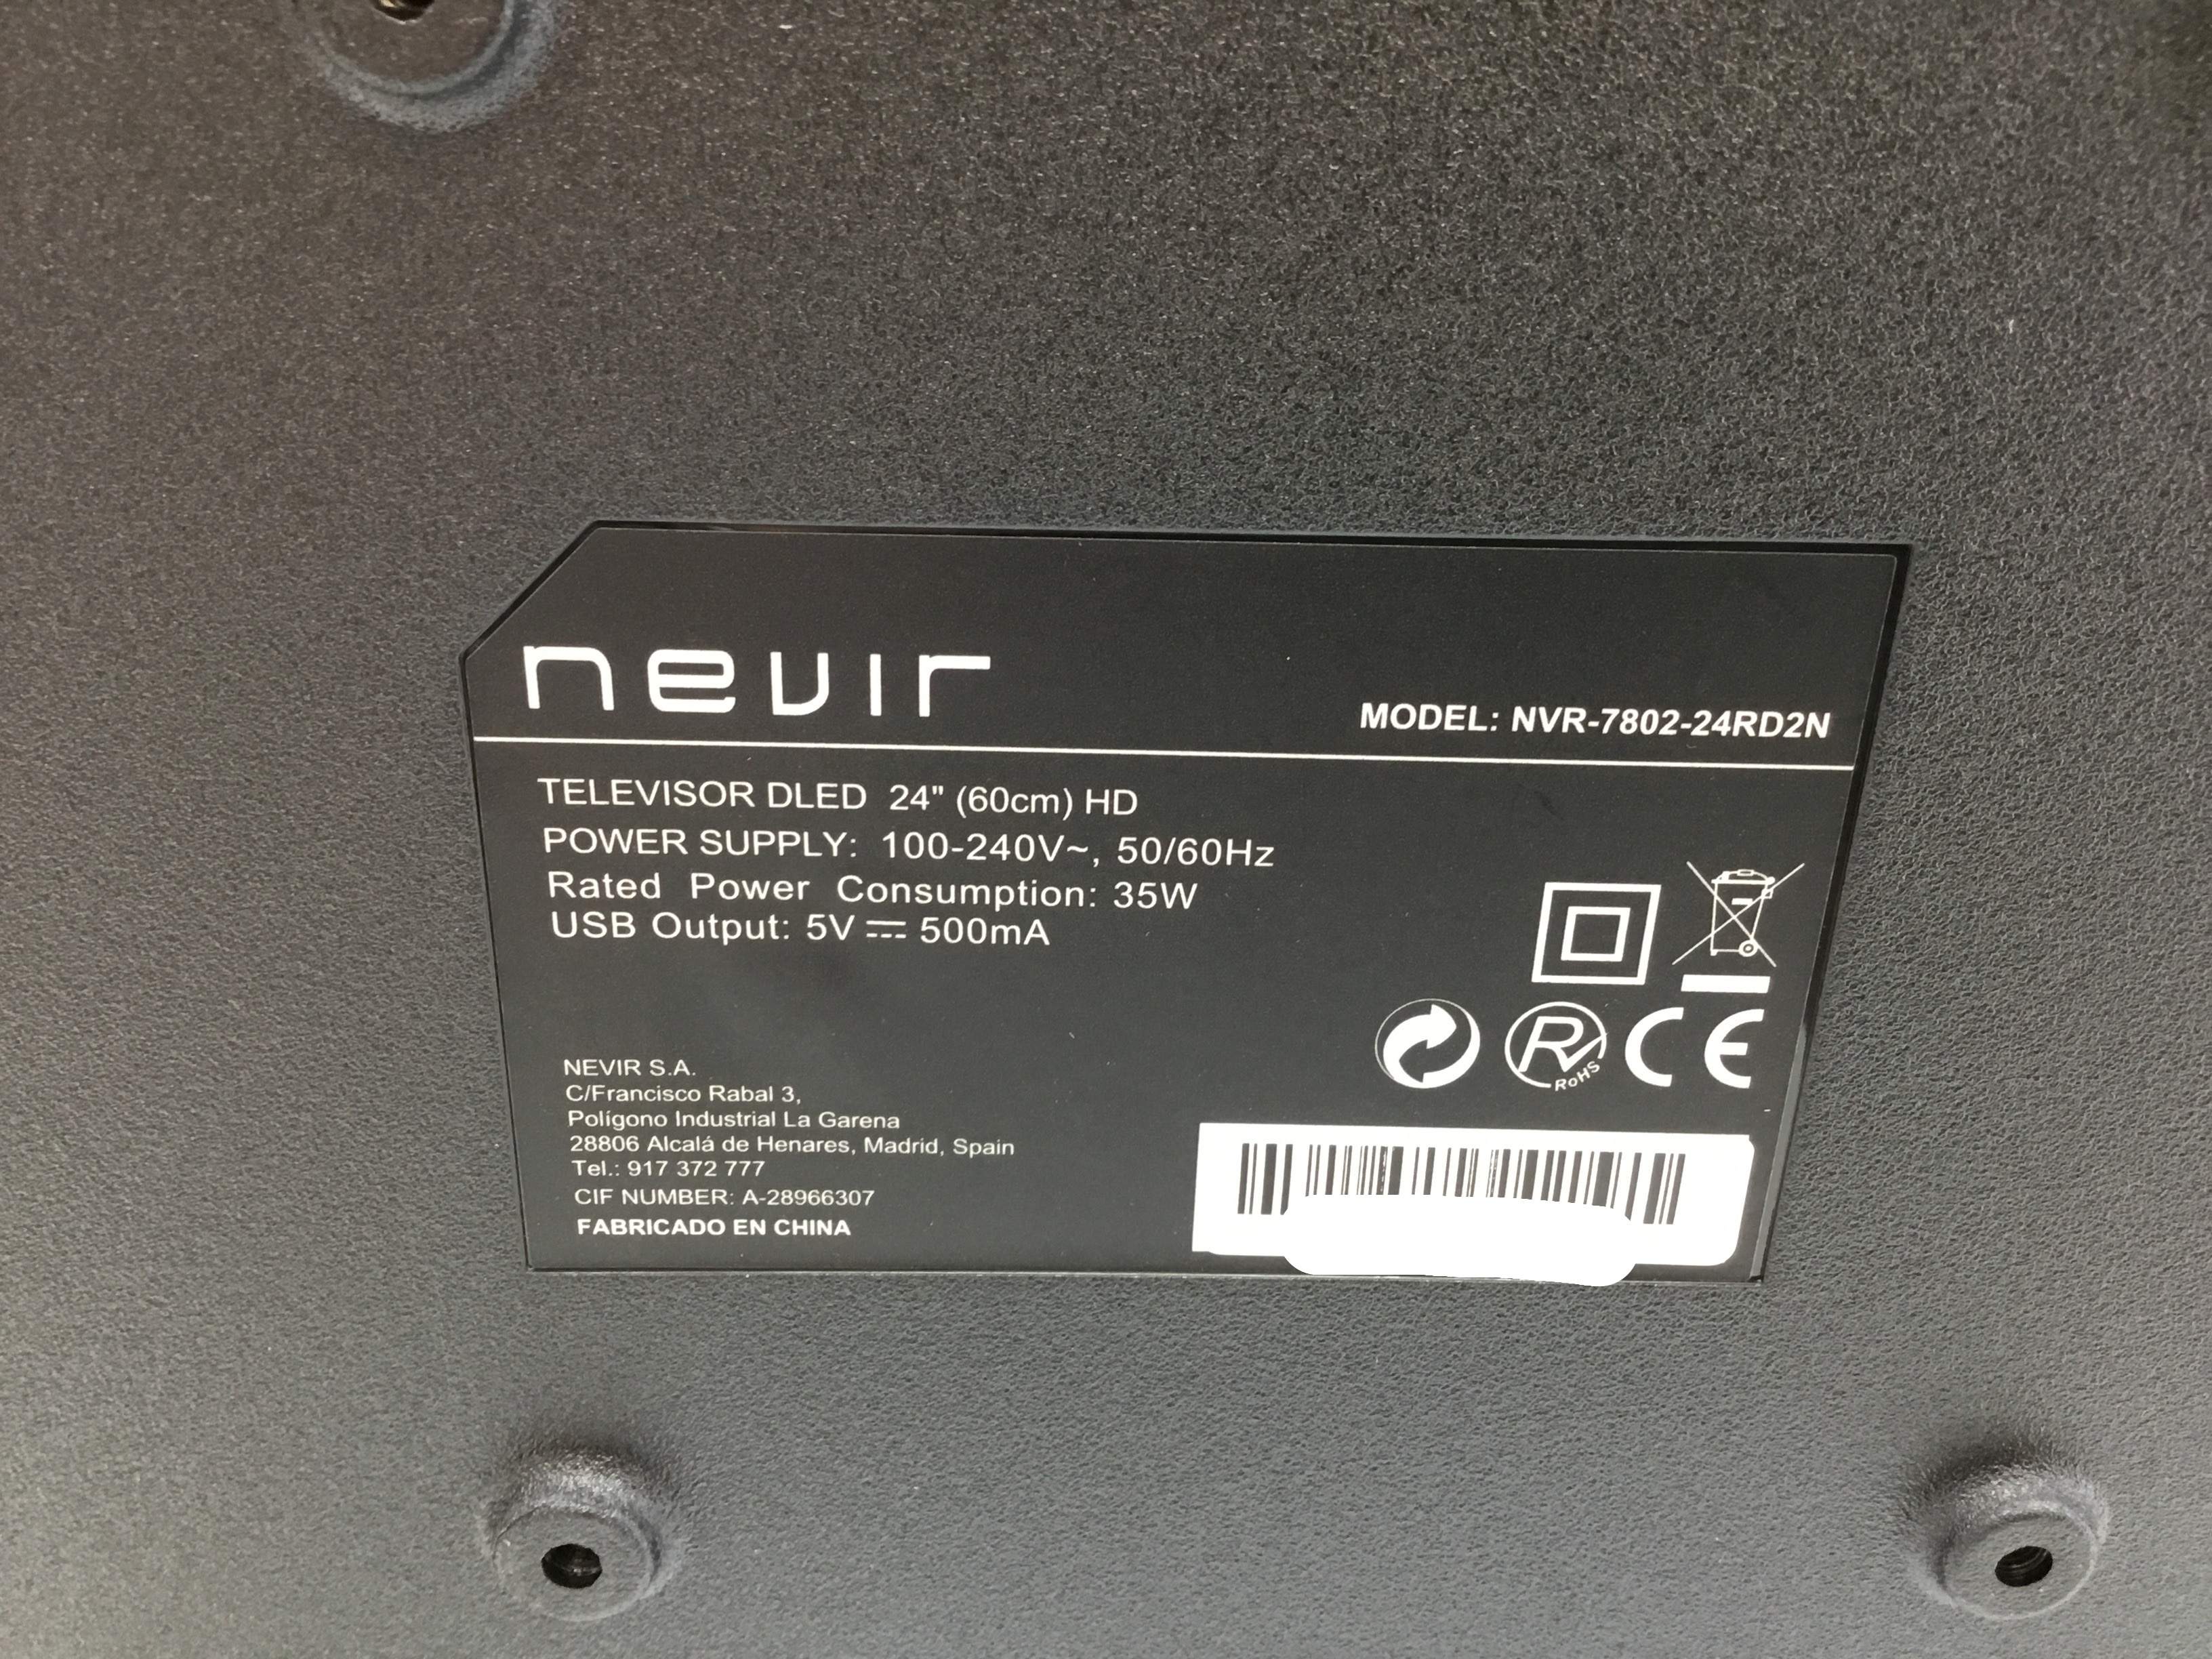 nevir
MODEL: NVR-7802-24RD2N
TELEVISOR DLED 24" (60cm) HD
POWER SUPPLY: 100-240V~, 50/60Hz
Rated Power Consumption: 35W
USB Output: 5V ⎓ 500mA
NEVIR S.A.
C/Francisco Rabal 3,
Polígono Industrial La Garena
28806 Alcalá de Henares, Madrid, Spain
Tel.: 917 372 777
CIF NUMBER: A-28966307
FABRICADO EN CHINA
R RoHS
CE